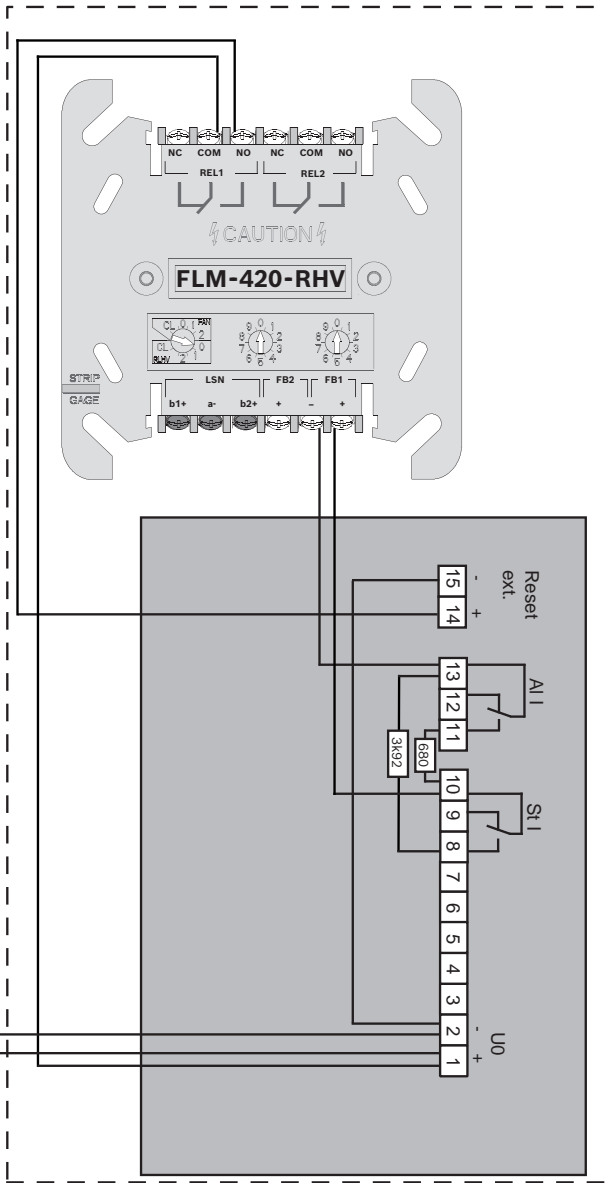 NC COM NO NC COM NO
REL1 REL2
CAUTION
FLM-420-RHV
CL 0 1 FAN
2
CL 0
RLHV 2 1
9 0 1
8 2
7 3
6 5 4
9 0 1
8 2
7 3
6 5 4
STRIP
GAGE
LSN FB2 FB1
b1+ a- b2+ + – +
Reset
ext.
15 -
14 +
Al I
13
12
11
680
3k92
St I
10
9
8
7
6
5
4
3
U0
2 -
1 +